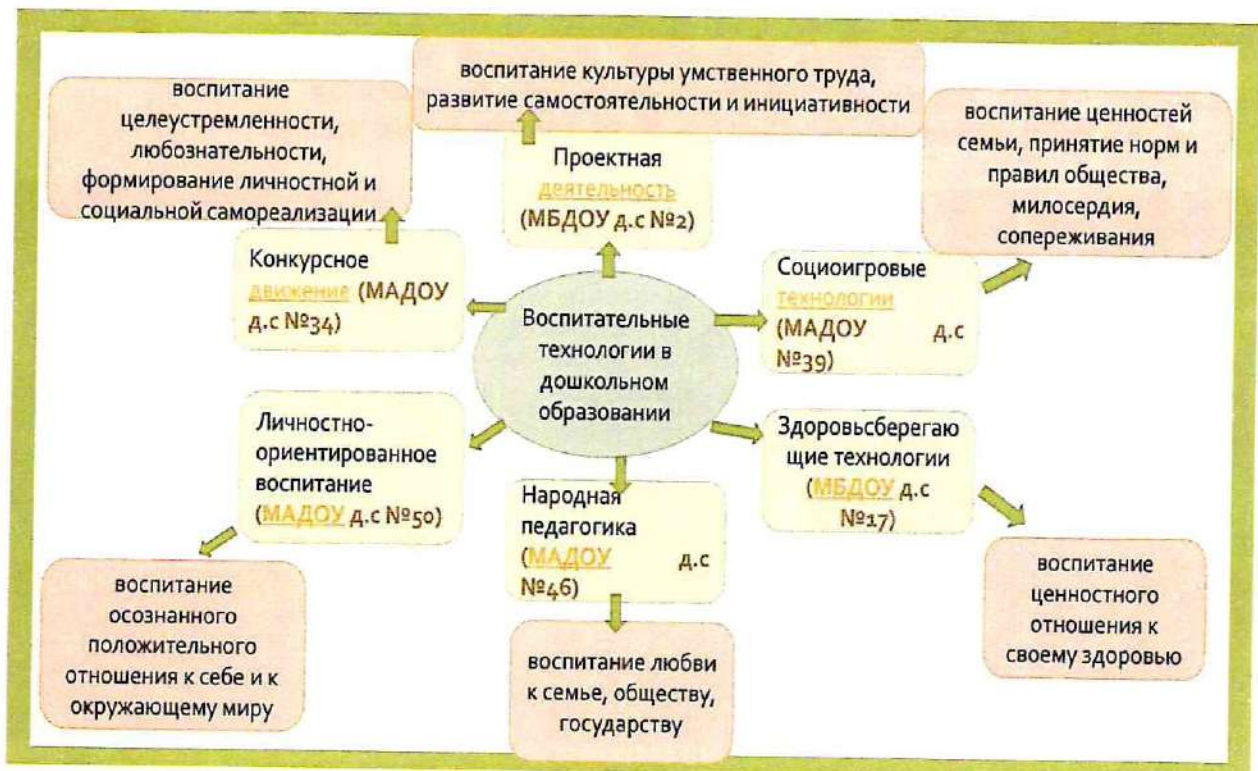 воспитание культуры умственного труда,
развитие самостоятельности и инициативности
воспитание
целеустремленности,
любознательности,
формирование личностной и
социальной самореализации
воспитание ценностей
семьи, принятие норм и
правил общества,
милосердия,
сопереживания
Проектная
деятельность
(МБДОУ д.с №2)
Конкурсное
движение (МАДОУ
д.с №34)
Социоигровые
технологии
(МАДОУ д.с
№39)
Воспитательные
технологии в
дошкольном
образовании
Личностно-
ориентированное
воспитание
(МАДОУ д.с №50)
Здоровьсберегаю
щие технологии
(МБДОУ д.с
№17)
Народная
педагогика
(МАДОУ д.с
№46)
воспитание
осознанного
положительного
отношения к себе и к
окружающему миру
воспитание любви
к семье, обществу,
государству
воспитание
ценностного
отношения к
своему здоровью